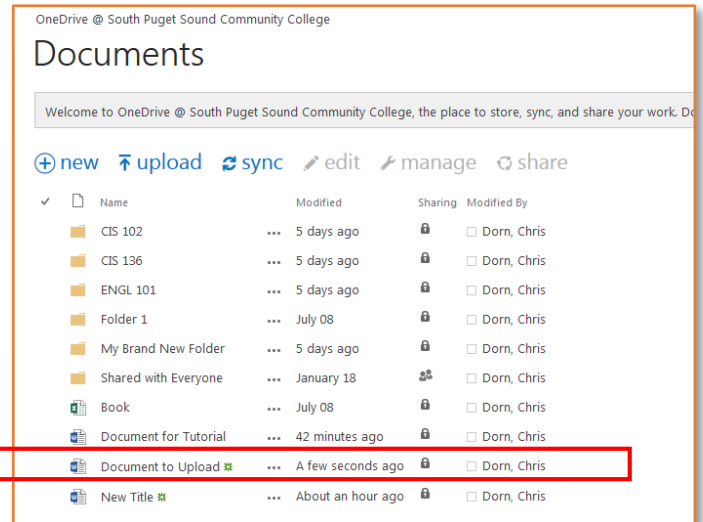 OneDrive @ South Puget Sound Community College
Documents
Welcome to OneDrive @ South Puget Sound Community College, the place to store, sync, and share your work. Do
new upload sync edit manage share
Name Modified Sharing Modified By
CIS 102 ... 5 days ago Dorn, Chris
CIS 136 ... 5 days ago Dorn, Chris
ENGL 101 ... 5 days ago Dorn, Chris
Folder 1 ... July 08 Dorn, Chris
My Brand New Folder ... 5 days ago Dorn, Chris
Shared with Everyone ... January 18 Dorn, Chris
Book ... July 08 Dorn, Chris
Document for Tutorial ... 42 minutes ago Dorn, Chris
Document to Upload ... A few seconds ago Dorn, Chris
New Title ... About an hour ago Dorn, Chris